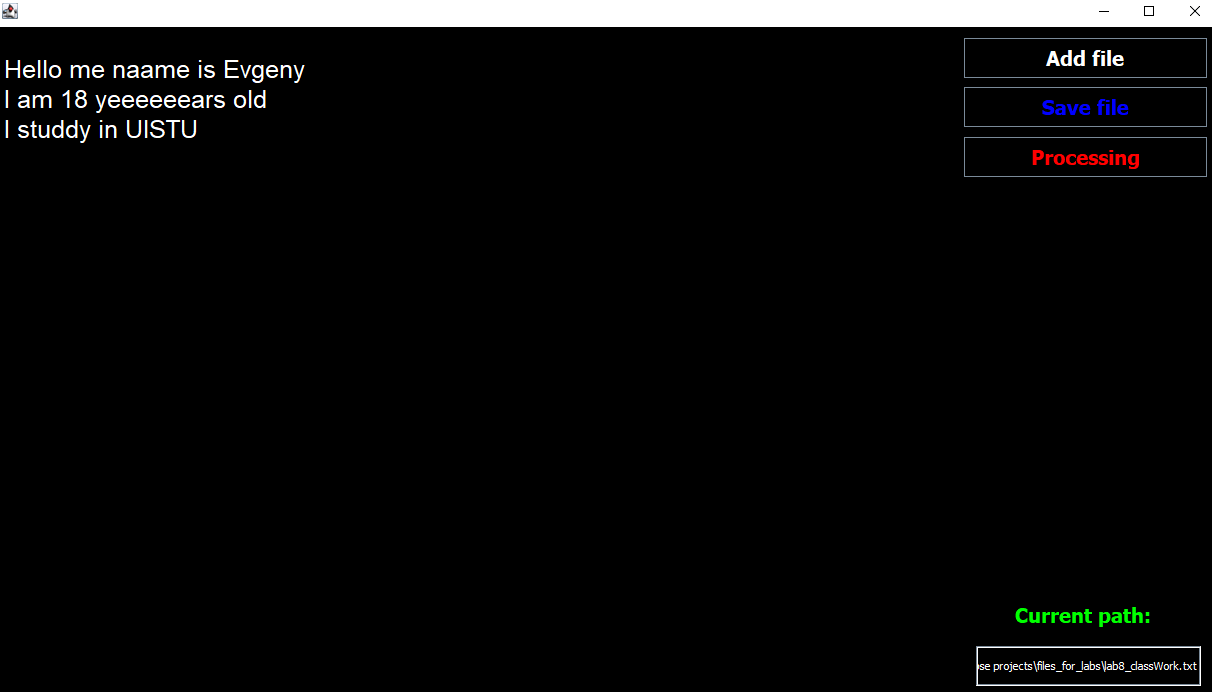 Hello me naame is Evgeny
I am 18 yeeeeeears old
I studdy in UISTU
Add file
Save file
Processing
Current path:
projects\files_for_labs\lab8_classWork.txt